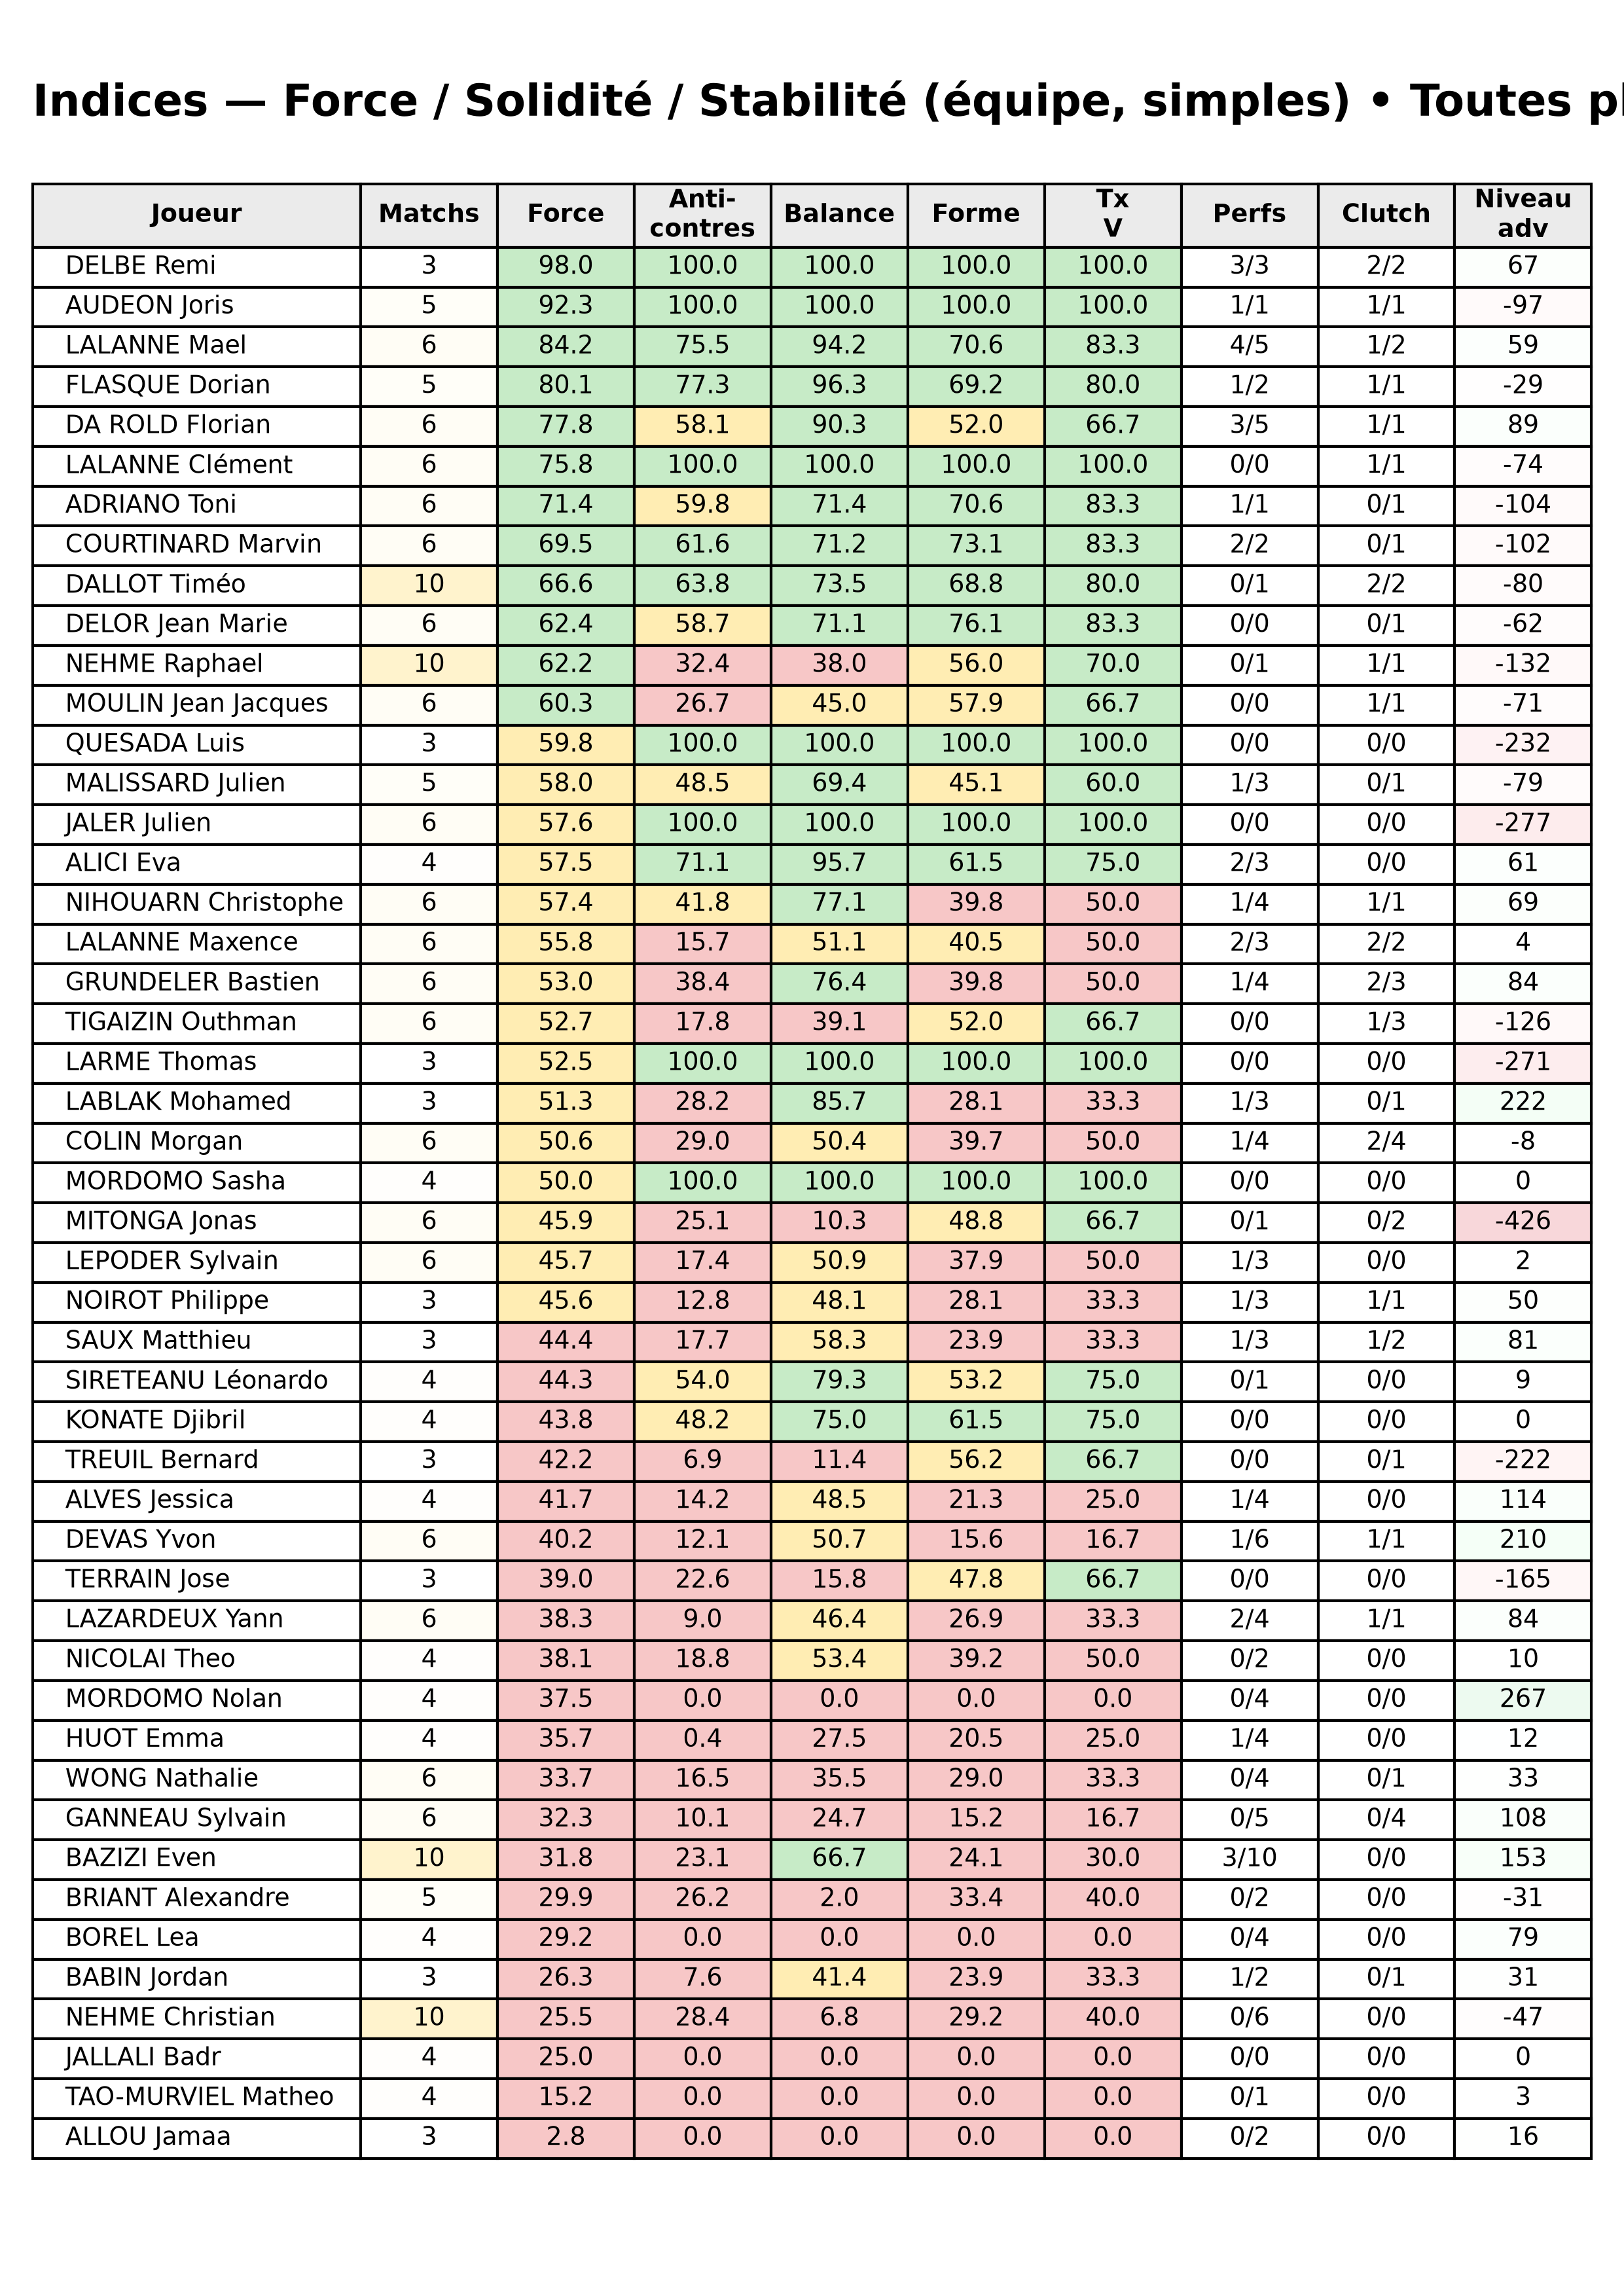 Indices — Force / Solidité / Stabilité (équipe, simples) • Toutes pl
Joueur Matchs Force Anti-contres Balance Forme Tx V Perfs Clutch Niveau adv
DELBE Remi 3 98.0 100.0 100.0 100.0 100.0 3/3 2/2 67
AUDEON Joris 5 92.3 100.0 100.0 100.0 100.0 1/1 1/1 -97
LALANNE Mael 6 84.2 75.5 94.2 70.6 83.3 4/5 1/2 59
FLASQUE Dorian 5 80.1 77.3 96.3 69.2 80.0 1/2 1/1 -29
DA ROLD Florian 6 77.8 58.1 90.3 52.0 66.7 3/5 1/1 89
LALANNE Clément 6 75.8 100.0 100.0 100.0 100.0 0/0 1/1 -74
ADRIANO Toni 6 71.4 59.8 71.4 70.6 83.3 1/1 0/1 -104
COURTINARD Marvin 6 69.5 61.6 71.2 73.1 83.3 2/2 0/1 -102
DALLOT Timéo 10 66.6 63.8 73.5 68.8 80.0 0/1 2/2 -80
DELOR Jean Marie 6 62.4 58.7 71.1 76.1 83.3 0/0 0/1 -62
NEHME Raphael 10 62.2 32.4 38.0 56.0 70.0 0/1 1/1 -132
MOULIN Jean Jacques 6 60.3 26.7 45.0 57.9 66.7 0/0 1/1 -71
QUESADA Luis 3 59.8 100.0 100.0 100.0 100.0 0/0 0/0 -232
MALISSARD Julien 5 58.0 48.5 69.4 45.1 60.0 1/3 0/1 -79
JALER Julien 6 57.6 100.0 100.0 100.0 100.0 0/0 0/0 -277
ALICI Eva 4 57.5 71.1 95.7 61.5 75.0 2/3 0/0 61
NIHOUARN Christophe 6 57.4 41.8 77.1 39.8 50.0 1/4 1/1 69
LALANNE Maxence 6 55.8 15.7 51.1 40.5 50.0 2/3 2/2 4
GRUNDELER Bastien 6 53.0 38.4 76.4 39.8 50.0 1/4 2/3 84
TIGAIZIN Outhman 6 52.7 17.8 39.1 52.0 66.7 0/0 1/3 -126
LARME Thomas 3 52.5 100.0 100.0 100.0 100.0 0/0 0/0 -271
LABLAK Mohamed 3 51.3 28.2 85.7 28.1 33.3 1/3 0/1 222
COLIN Morgan 6 50.6 29.0 50.4 39.7 50.0 1/4 2/4 -8
MORDOMO Sasha 4 50.0 100.0 100.0 100.0 100.0 0/0 0/0 0
MITONGA Jonas 6 45.9 25.1 10.3 48.8 66.7 0/1 0/2 -426
LEPODER Sylvain 6 45.7 17.4 50.9 37.9 50.0 1/3 0/0 2
NOIROT Philippe 3 45.6 12.8 48.1 28.1 33.3 1/3 1/1 50
SAUX Matthieu 3 44.4 17.7 58.3 23.9 33.3 1/3 1/2 81
SIRETEANU Léonardo 4 44.3 54.0 79.3 53.2 75.0 0/1 0/0 9
KONATE Djibril 4 43.8 48.2 75.0 61.5 75.0 0/0 0/0 0
TREUIL Bernard 3 42.2 6.9 11.4 56.2 66.7 0/0 0/1 -222
ALVES Jessica 4 41.7 14.2 48.5 21.3 25.0 1/4 0/0 114
DEVAS Yvon 6 40.2 12.1 50.7 15.6 16.7 1/6 1/1 210
TERRAIN Jose 3 39.0 22.6 15.8 47.8 66.7 0/0 0/0 -165
LAZARDEUX Yann 6 38.3 9.0 46.4 26.9 33.3 2/4 1/1 84
NICOLAI Theo 4 38.1 18.8 53.4 39.2 50.0 0/2 0/0 10
MORDOMO Nolan 4 37.5 0.0 0.0 0.0 0.0 0/4 0/0 267
HUOT Emma 4 35.7 0.4 27.5 20.5 25.0 1/4 0/0 12
WONG Nathalie 6 33.7 16.5 35.5 29.0 33.3 0/4 0/1 33
GANNEAU Sylvain 6 32.3 10.1 24.7 15.2 16.7 0/5 0/4 108
BAZIZI Even 10 31.8 23.1 66.7 24.1 30.0 3/10 0/0 153
BRIANT Alexandre 5 29.9 26.2 2.0 33.4 40.0 0/2 0/0 -31
BOREL Lea 4 29.2 0.0 0.0 0.0 0.0 0/4 0/0 79
BABIN Jordan 3 26.3 7.6 41.4 23.9 33.3 1/2 0/1 31
NEHME Christian 10 25.5 28.4 6.8 29.2 40.0 0/6 0/0 -47
JALLALI Badr 4 25.0 0.0 0.0 0.0 0.0 0/0 0/0 0
TAO-MURVIEL Matheo 4 15.2 0.0 0.0 0.0 0.0 0/1 0/0 3
ALLOU Jamaa 3 2.8 0.0 0.0 0.0 0.0 0/2 0/0 16